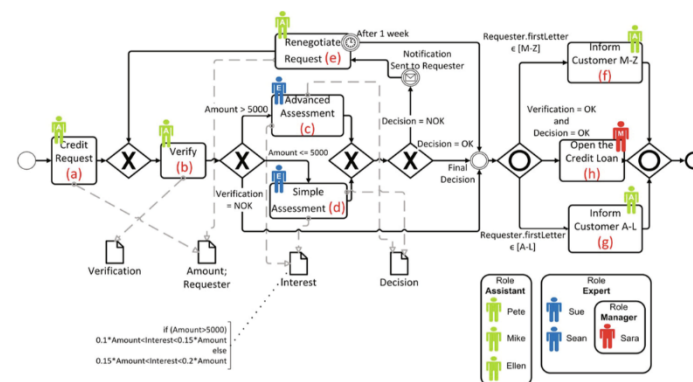 After 1 week
Renegotiate
Request (e)
Notification
Sent to Requester
Requester.firstLetter
ϵ [M-Z]
Inform
Customer M-Z
(f)
Amount > 5000
Advanced
Assessment
(c)
Decision = NOK
Verification = OK
and
Decision = OK
Credit
Request
(a)
X
Verify
(b)
X
Amount <= 5000
X
X
Decision = OK
Final
Decision
Open the
Credit Loan
(h)
Verification
= NOK
Simple
Assessment
(d)
Requester.firstLetter
ϵ [A-L]
Inform
Customer A-L
(g)
Verification
Amount;
Requester
Interest
Decision
if (Amount>5000)
0.1*Amount<Interest<0.15*Amount
else
0.15*Amount<Interest<0.2*Amount
Role
Assistant
Pete
Mike
Ellen
Role
Expert
Sue
Sean
Role
Manager
Sara
A
A
A
E
E
A
M
A